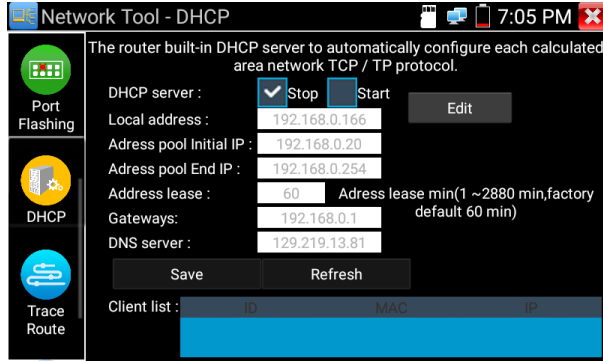 Network Tool - DHCP 7:05 PM
The router built-in DHCP server to automatically configure each calculated
area network TCP / TP protocol.
Port
Flashing
DHCP
Trace
Route
DHCP server : Stop Start
Edit
Local address : 192.168.0.166
Adress pool Initial IP : 192.168.0.20
Adress pool End IP : 192.168.0.254
Address lease : 60 Adress lease min(1 ~2880 min,factory
default 60 min)
Gateways: 192.168.0.1
DNS server : 129.219.13.81
Save Refresh
Client list : ID MAC IP